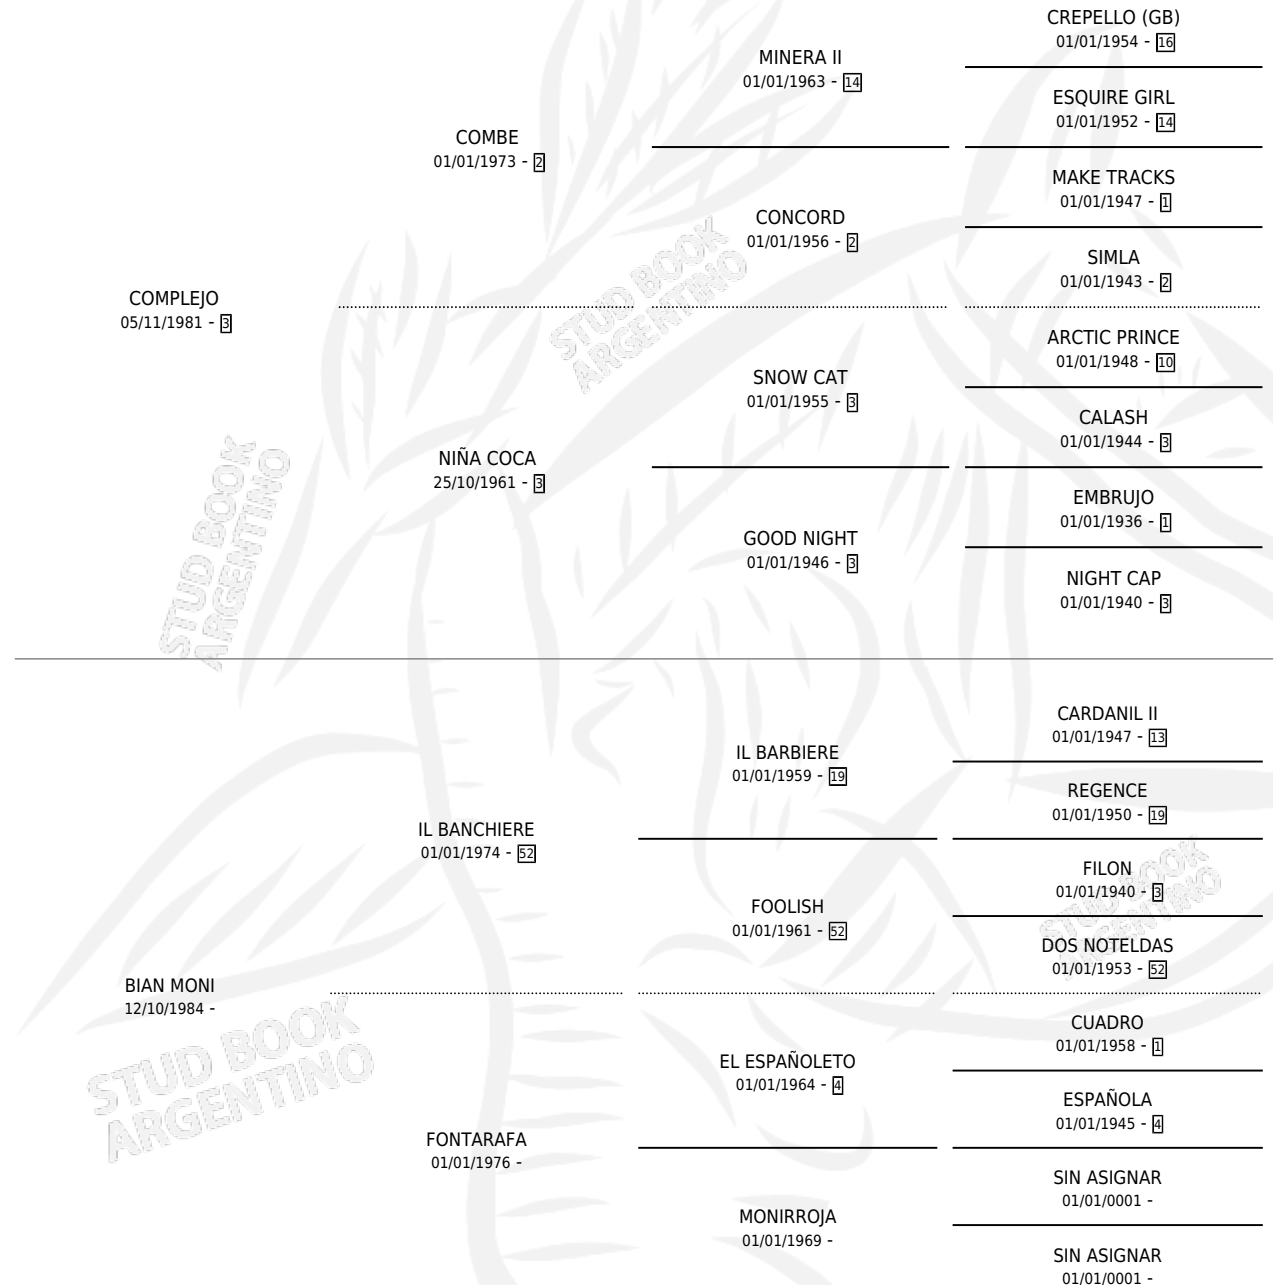 CREPELLO (GB)
01/01/1954 - 16
MINERA II
01/01/1963 - 14
ESQUIRE GIRL
01/01/1952 - 14
COMBE
01/01/1973 - 2
MAKE TRACKS
01/01/1947 - 1
CONCORD
01/01/1956 - 2
SIMLA
01/01/1943 - 2
COMPLEJO
05/11/1981 - 3
STUD BOOK
ARGENTINO
ARCTIC PRINCE
01/01/1948 - 10
SNOW CAT
01/01/1955 - 3
CALASH
01/01/1944 - 3
NIÑA COCA
25/10/1961 - 3
EMBRUJO
01/01/1936 - 1
GOOD NIGHT
01/01/1946 - 3
NIGHT CAP
01/01/1940 - 3
STUD BOOK
ARGENTINO
CARDANIL II
01/01/1947 - 13
IL BARBIERE
01/01/1959 - 19
REGENCE
01/01/1950 - 19
IL BANCHIERE
01/01/1974 - 52
FILON
01/01/1940 - 3
FOOLISH
01/01/1961 - 52
STUD BOOK
ARGENTINO
DOS NOTELDAS
01/01/1953 - 52
BIAN MONI
12/10/1984 -
CUADRO
01/01/1958 - 1
EL ESPAÑOLETO
01/01/1964 - 4
STUD BOOK
ARGENTINO
ESPAÑOLA
01/01/1945 - 4
FONTARAFA
01/01/1976 -
SIN ASIGNAR
01/01/0001 -
MONIRROJA
01/01/1969 -
SIN ASIGNAR
01/01/0001 -